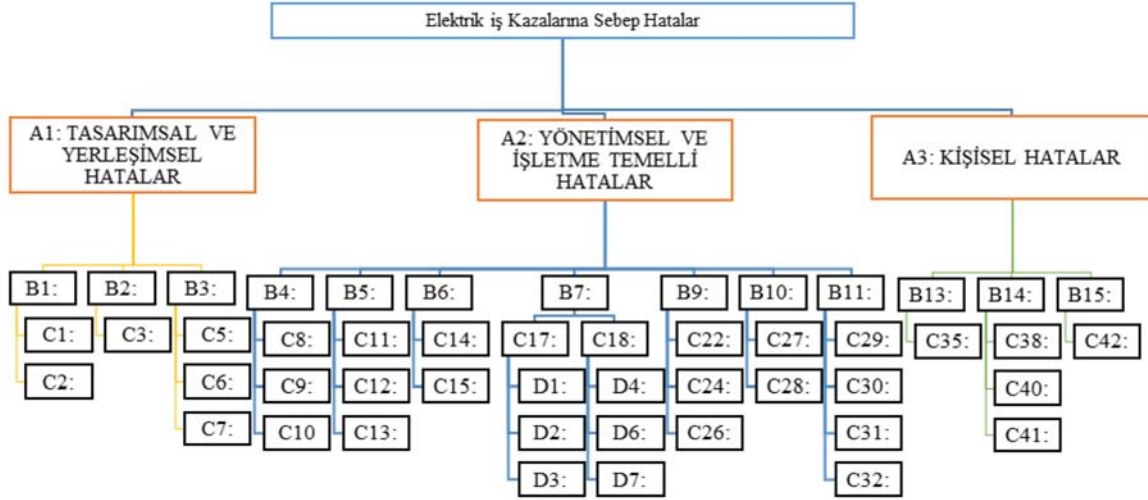 Elektrik iş Kazalarına Sebep Hatalar
A1: TASARIMSAL VE
YERLEŞİMSEL
HATALAR
A2: YÖNETİMSEL VE
İŞLETME TEMELLİ
HATALAR
A3: KİŞİSEL HATALAR
B1:
B2:
B3:
B4:
B5:
B6:
B7:
B9:
B10:
B11:
B13:
B14:
B15:
C1:
C2:
C3:
C5:
C6:
C7:
C8:
C9:
C10
C11:
C12:
C13:
C14:
C15:
C17:
C18:
D1:
D2:
D3:
D4:
D6:
D7:
C22:
C24:
C26:
C27:
C28:
C29:
C30:
C31:
C32:
C35:
C38:
C40:
C41:
C42: